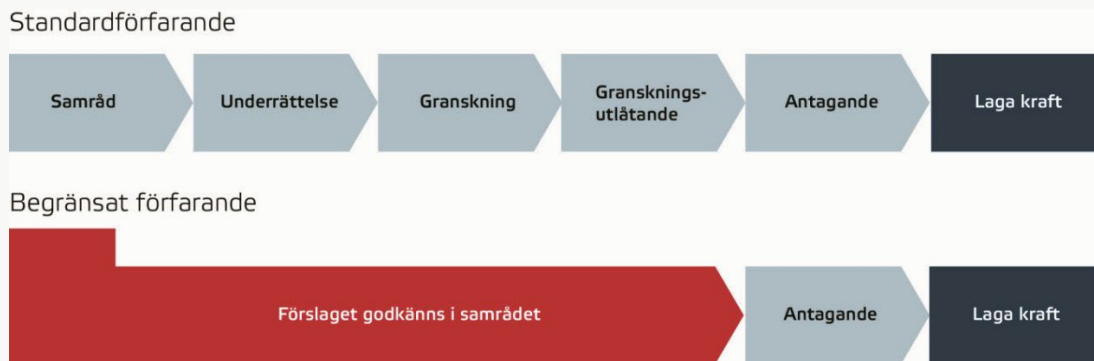 Standardförfarande
Samråd
Underrättelse
Granskning
Gransknings-
utlåtande
Antagande
Laga kraft
Begränsat förfarande
Förslaget godkänns i samrådet
Antagande
Laga kraft